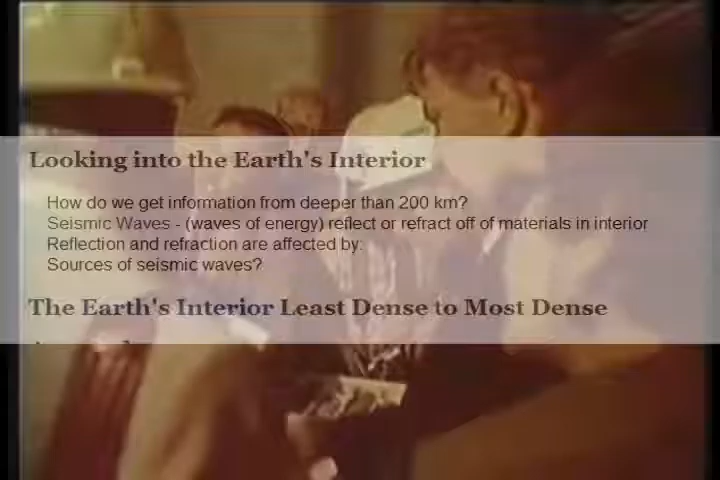 Looking into the Earth's Interior
How do we get information from deeper than 200 km?
Seismic Waves - (waves of energy) reflect or refract off of materials in interior
Reflection and refraction are affected by:
Sources of seismic waves?
The Earth's Interior Least Dense to Most Dense